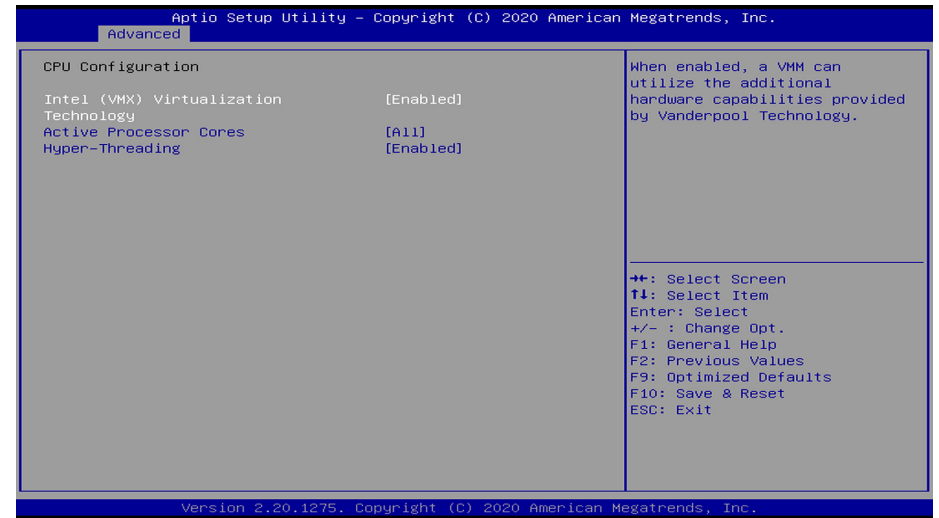 Aptio Setup Utility – Copyright (C) 2020 American Megatrends, Inc.
Advanced
CPU Configuration
Intel (VMX) Virtualization [Enabled]
Technology
Active Processor Cores [All]
Hyper-Threading [Enabled]
When enabled, a VMM can
utilize the additional
hardware capabilities provided
by Vanderpool Technology.
→←: Select Screen
↑↓: Select Item
Enter: Select
+/- : Change Opt.
F1: General Help
F2: Previous Values
F9: Optimized Defaults
F10: Save & Reset
ESC: Exit
Version 2.20.1275. Copyright (C) 2020 American Megatrends, Inc.